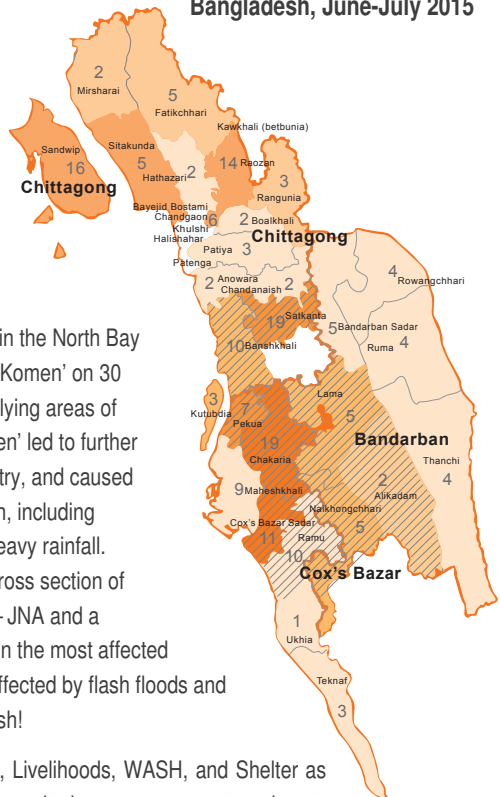 Bangladesh, June-July 2015
2
Mirsharai
5
Fatikchhari
Kawkhali (betbunia)
Sandwip
16
Chittagong
Sitakunda
5
Hathazari
2
14
Raozan
3
Rangunia
Bayejid Bostami
Chandgaon
6
Khulshi
Halishahar
2 Boalkhali
Chittagong
Patiya
3
Patenga
2
Anowara
Chandanaish
2
4
Rowangchhari
19
Satkanta
5
Bandarban Sadar
Ruma
4
10
Banshkhali
3
Kutubdia
7
Pekua
Lama
5
Bandarban
19
Chakaria
Thanchi
4
2
Alikadam
9
Maheshkhali
Naikhongchhari
5
Cox's Bazar Sadar
11
Ramu
10
Cox's Bazar
1
Ukhia
Teknaf
3
in the North Bay
Komen' on 30
lying areas of
en' led to further
try, and caused
n, including
eavy rainfall.
ross section of
- JNA and a
n the most affected
ffected by flash floods and
sh!
, Livelihoods, WASH, and Shelter as